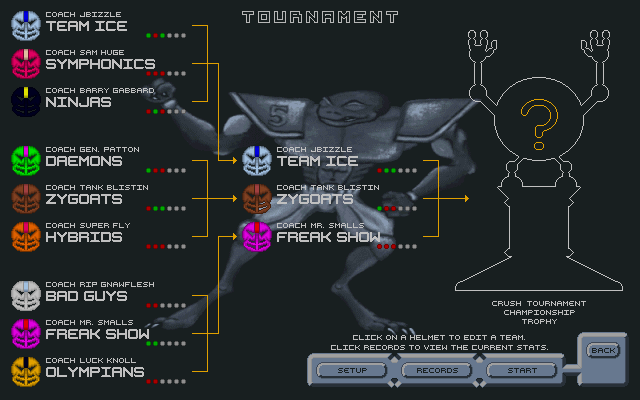 TOURNAMENT
COACH JBIZZLE
TEAM ICE
COACH SAM HUGE
SYMPHONICS
COACH BARRY GABBARD
NINJAS
COACH GEN. PATTON
DAEMONS
COACH TANK BLISTIN
ZYGOATS
COACH SUPER FLY
HYBRIDS
COACH RIP GNAWFLESH
BAD GUYS
COACH MR. SMALLS
FREAK SHOW
COACH LUCK KNOLL
OLYMPIANS
5
COACH JBIZZLE
TEAM ICE
COACH TANK BLISTIN
ZYGOATS
COACH MR. SMALLS
FREAK SHOW
?
CRUSH TOURNAMENT
CHAMPIONSHIP
TROPHY
CLICK ON A HELMET TO EDIT A TEAM.
CLICK RECORDS TO VIEW THE CURRENT STATS.
SETUP
RECORDS
START
BACK